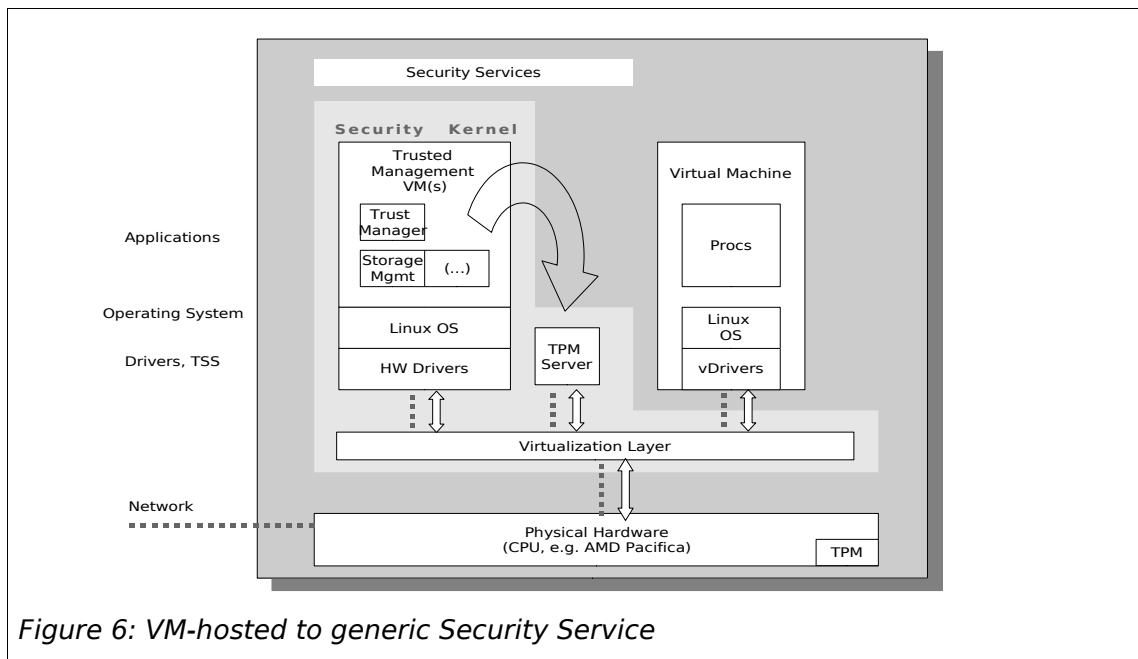 Security Services
Security Kernel
Trusted
Management
VM(s)
Trust
Manager
Storage
Mgmt
(...)
Linux OS
HW Drivers
TPM
Server
Virtual Machine
Procs
Linux
OS
vDrivers
Applications
Operating System
Drivers, TSS
Virtualization Layer
Network
Physical Hardware
(CPU, e.g. AMD Pacifica)
TPM
Figure 6: VM-hosted to generic Security Service